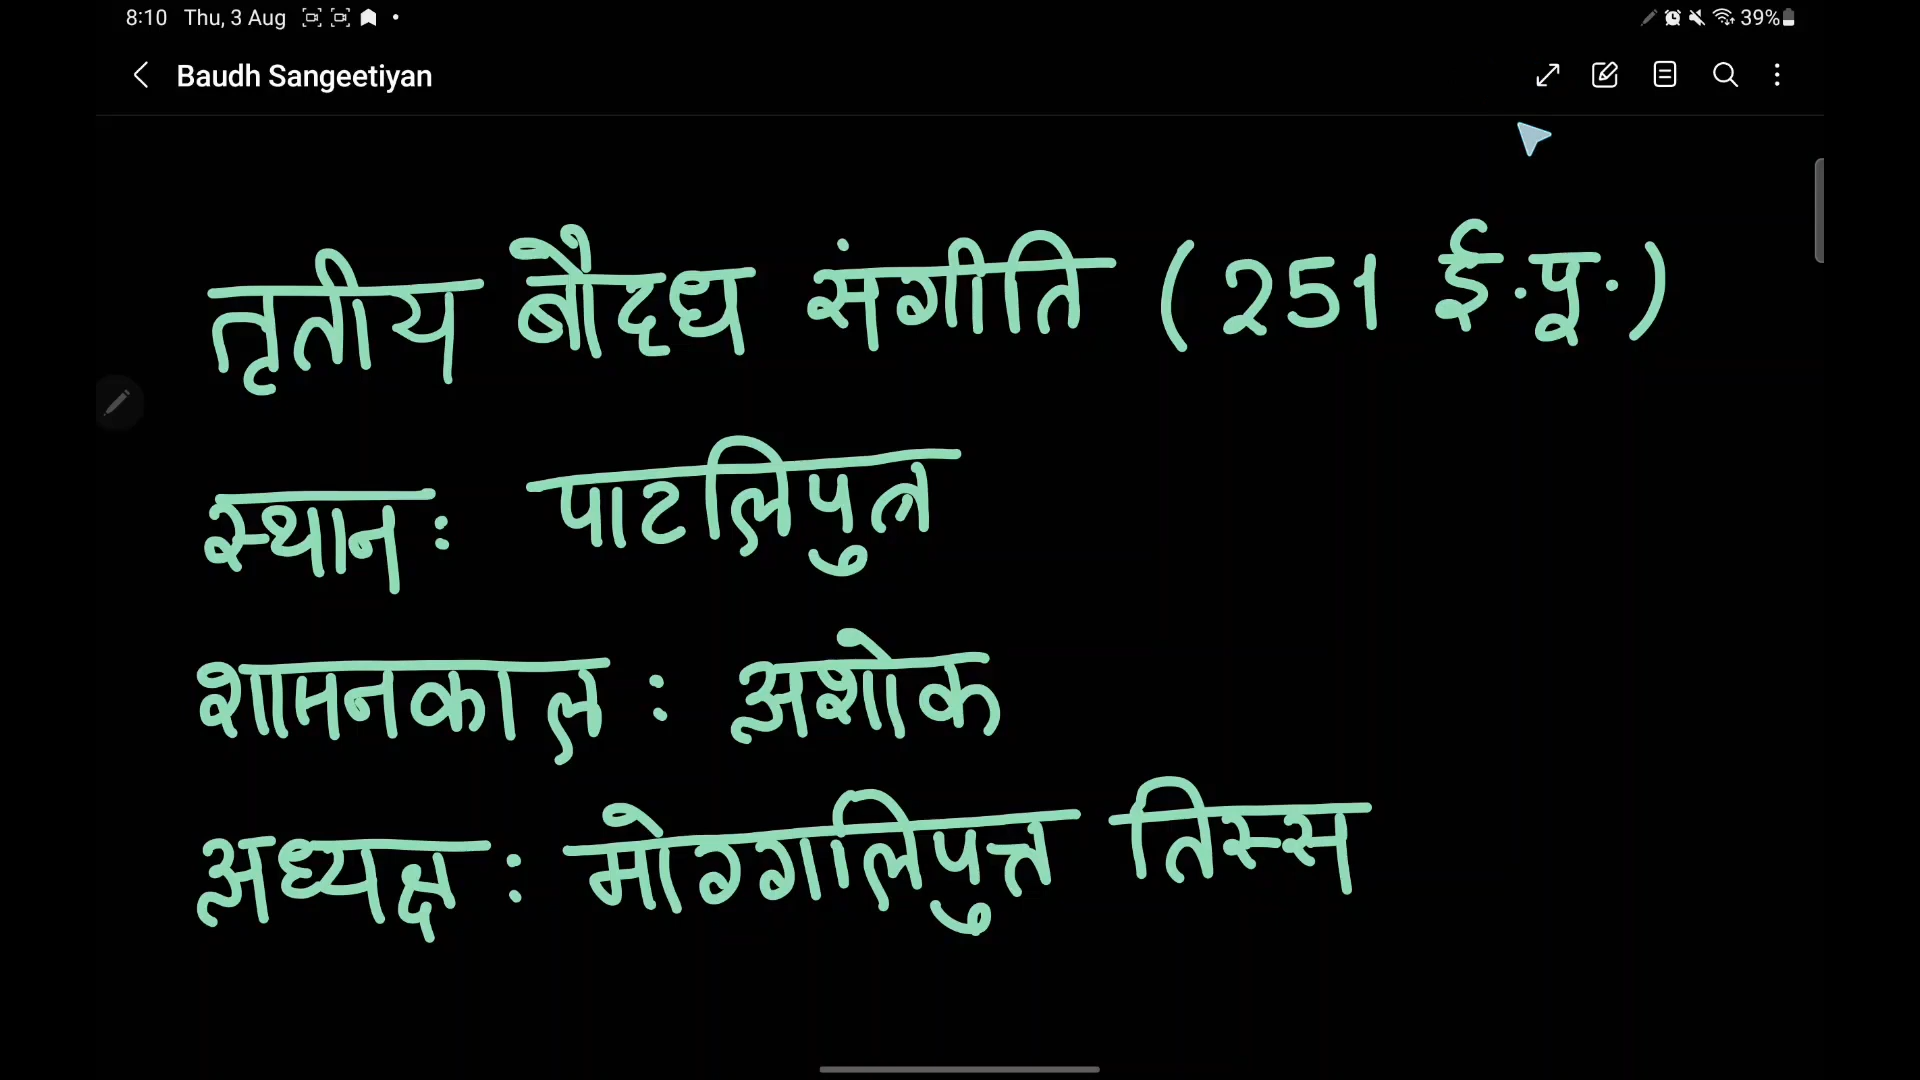 8:10 Thu, 3 Aug 39%
Baudh Sangeetiyan
तृतीय बौद्ध संगीति (251 ई.पू.)
स्थान: पाटलिपुत्र
शासनकाल: अशोक
अध्यक्ष: मोग्गलिपुत्त तिस्स